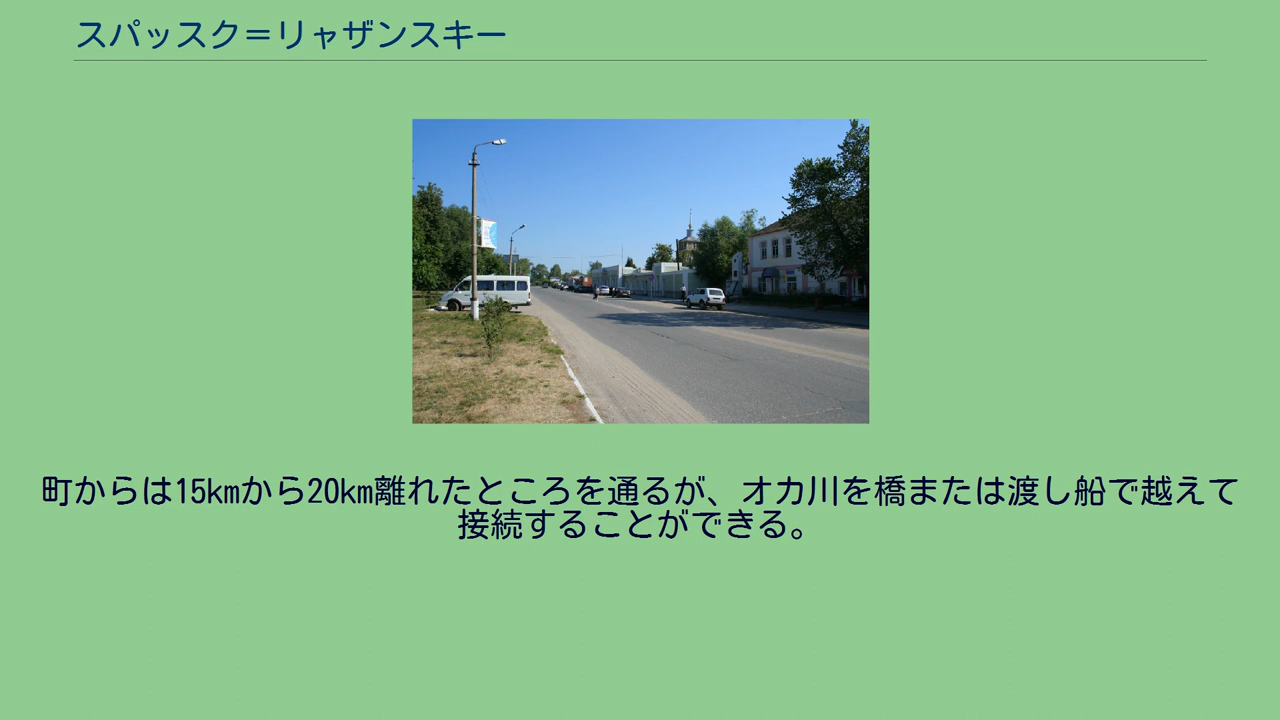 スパッスク＝リャザンスキー
町からは15kmから20km離れたところを通るが、オカ川を橋または渡し船で越えて
接続することができる。